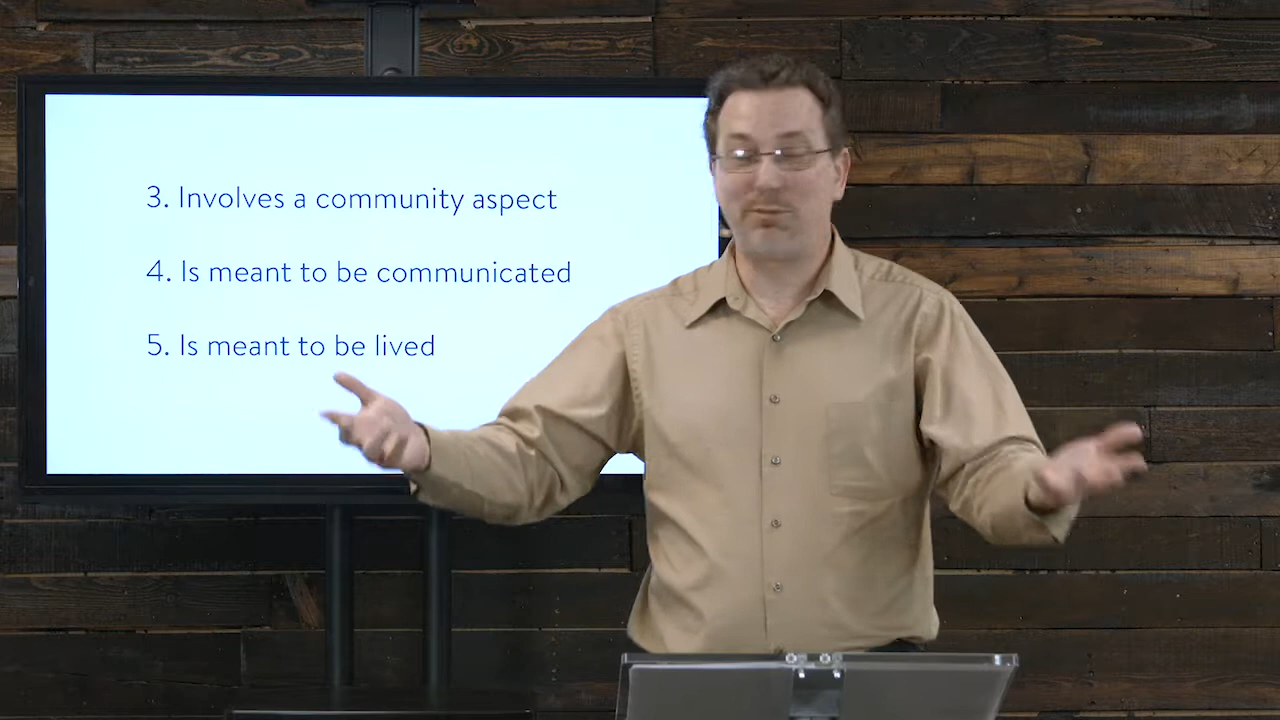 3. Involves a community aspect
4. Is meant to be communicated
5. Is meant to be lived